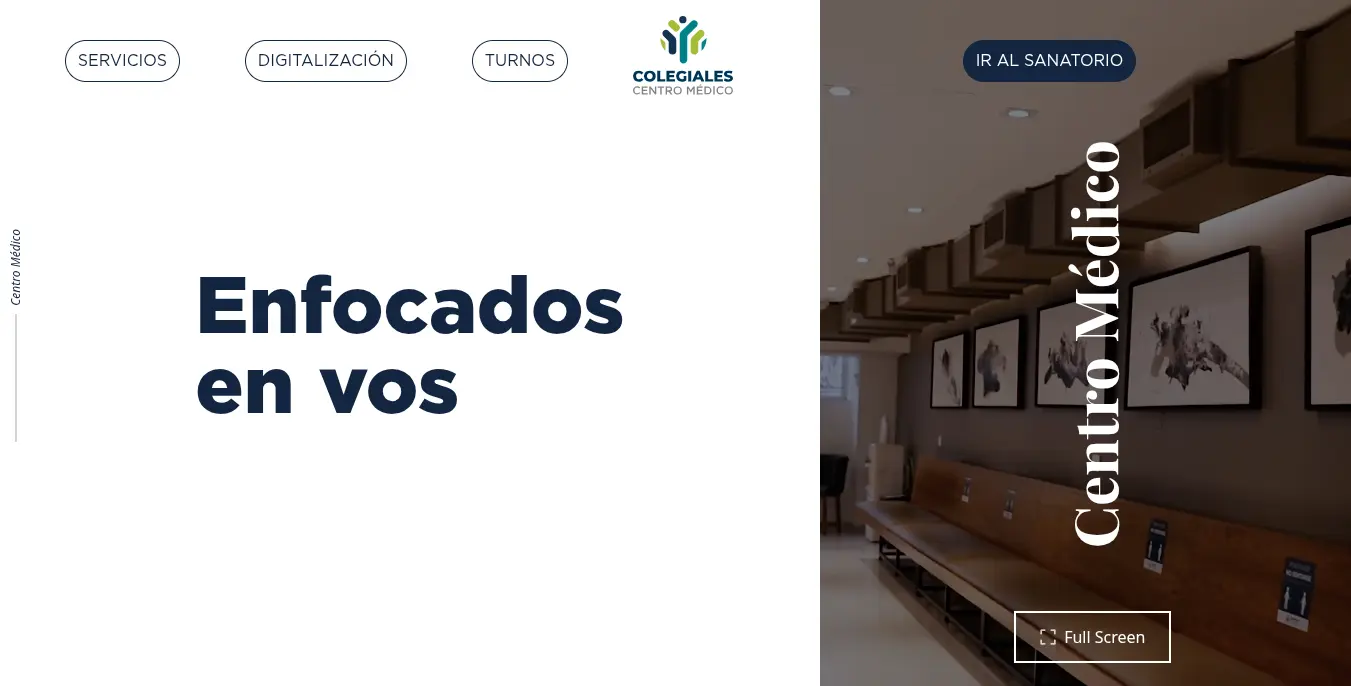 SERVICIOS
DIGITALIZACIÓN
TURNOS
COLEGIALES
CENTRO MÉDICO
IR AL SANATORIO
Centro Médico
Enfocados
en vos
Centro Médico
Full Screen